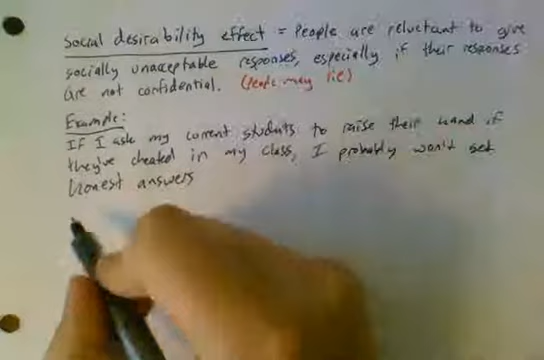 Social desirability effect = People are reluctant to give
socially unacceptable responses, especially if their responses
are not confidential. (people may lie)
Example:
If I ask my current students to raise their hand if
they've cheated in my class, I probably won't get
honest answers